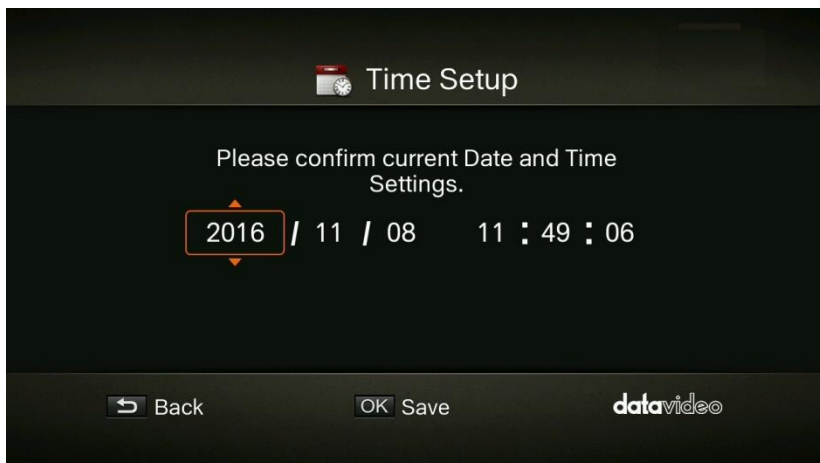 Time Setup
Please confirm current Date and Time
Settings.
2016 / 11 / 08 11 : 49 : 06
Back OK Save datavideo